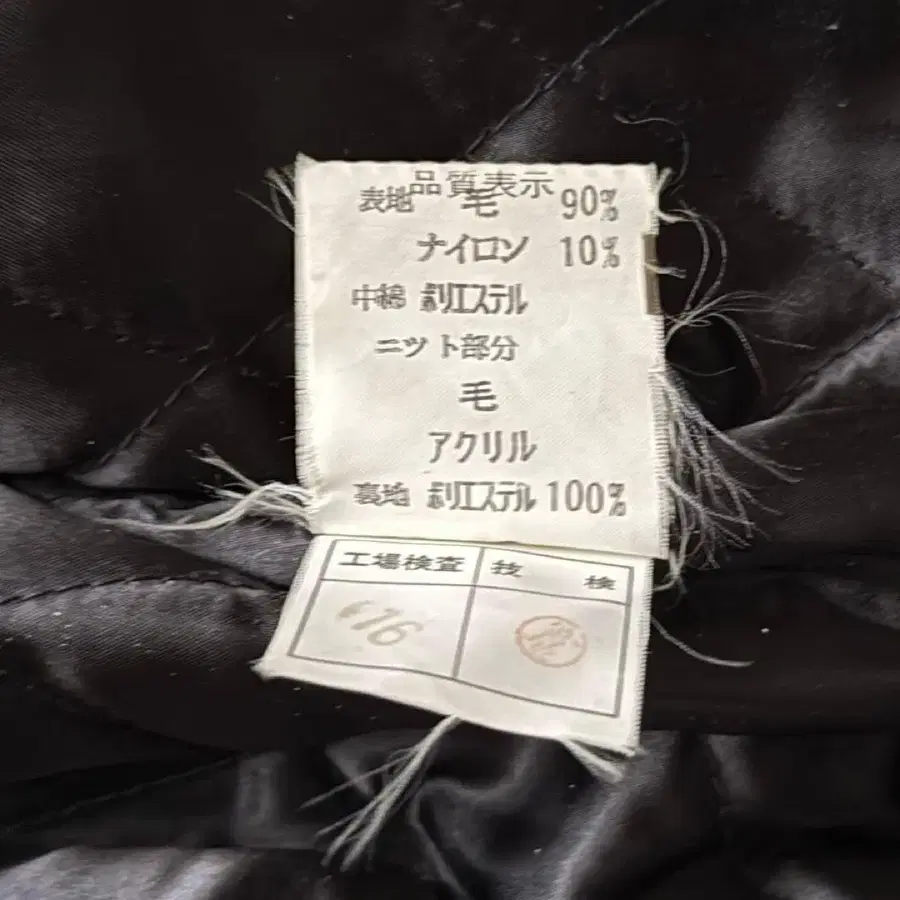 品質表示
表地 毛 90%
ナイロン 10%
中綿 ポリエステル
ニット部分
毛
アクリル
裏地 ポリエステル 100%
工場検査 技 検